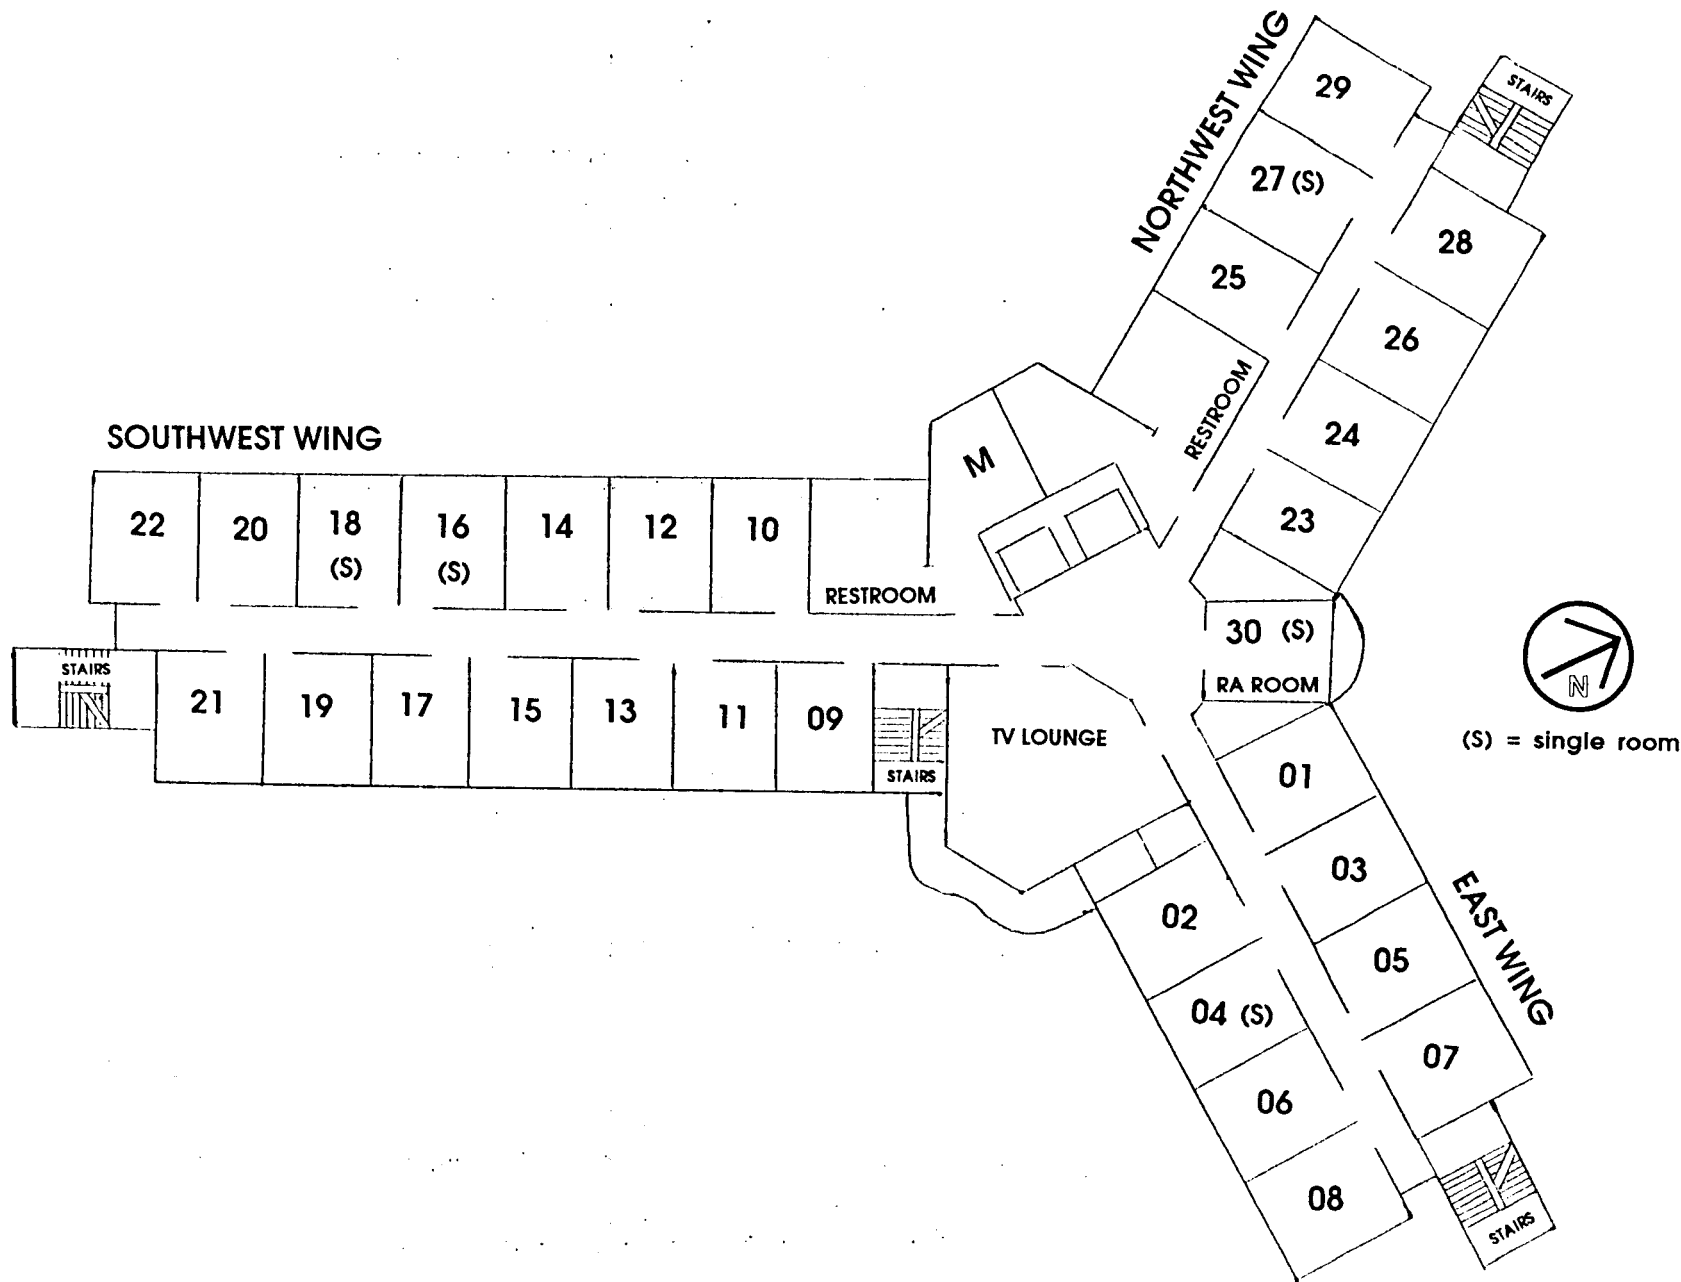 NORTHWEST WING
29
STAIRS
27 (S)
28
25
26
RESTROOM
24
23
SOUTHWEST WING
M
22
20
18
(S)
16
(S)
14
12
10
RESTROOM
30 (S)
RA ROOM
STAIRS
21
19
17
15
13
11
09
STAIRS
TV LOUNGE
N
(S) = single room
01
03
02
EAST WING
05
04 (S)
07
06
08
STAIRS